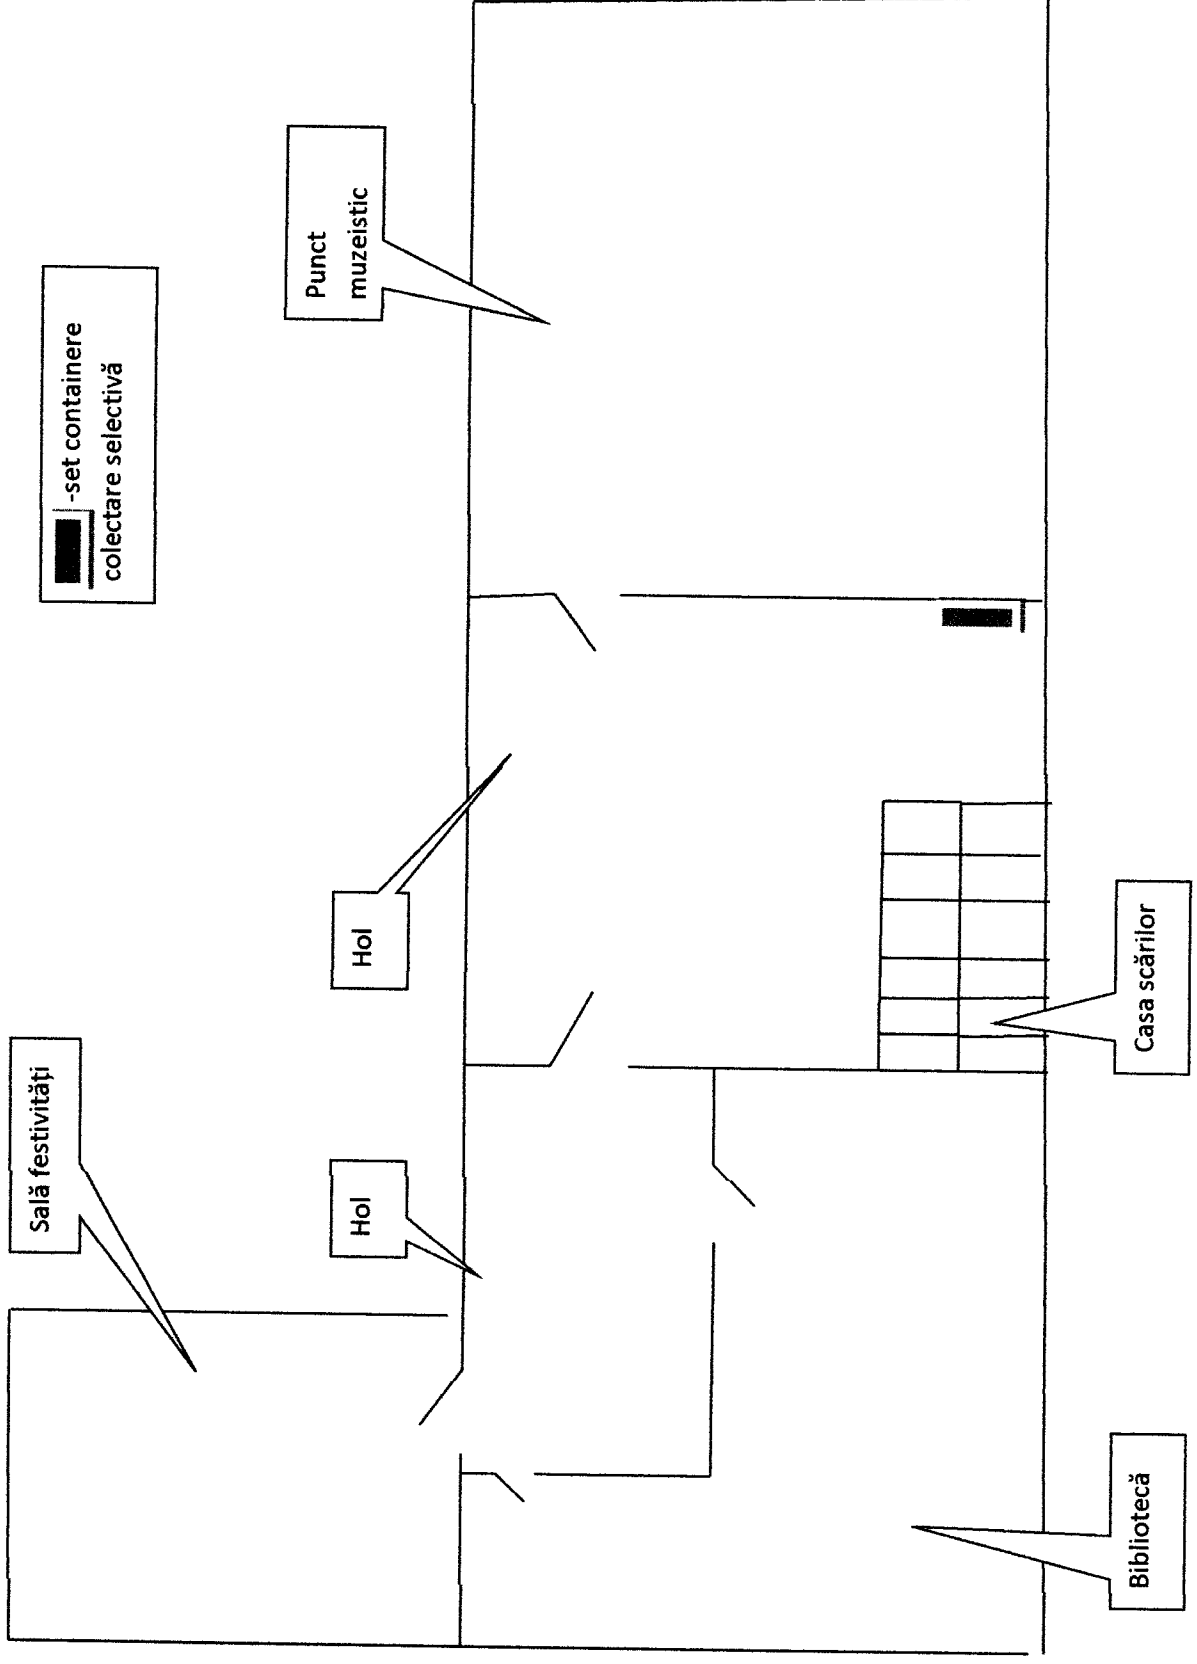 -set containere
colectare selectivă
Punct
muzeistic
Hol
Sală festivități
Hol
Casa scărilor
Bibliotecă